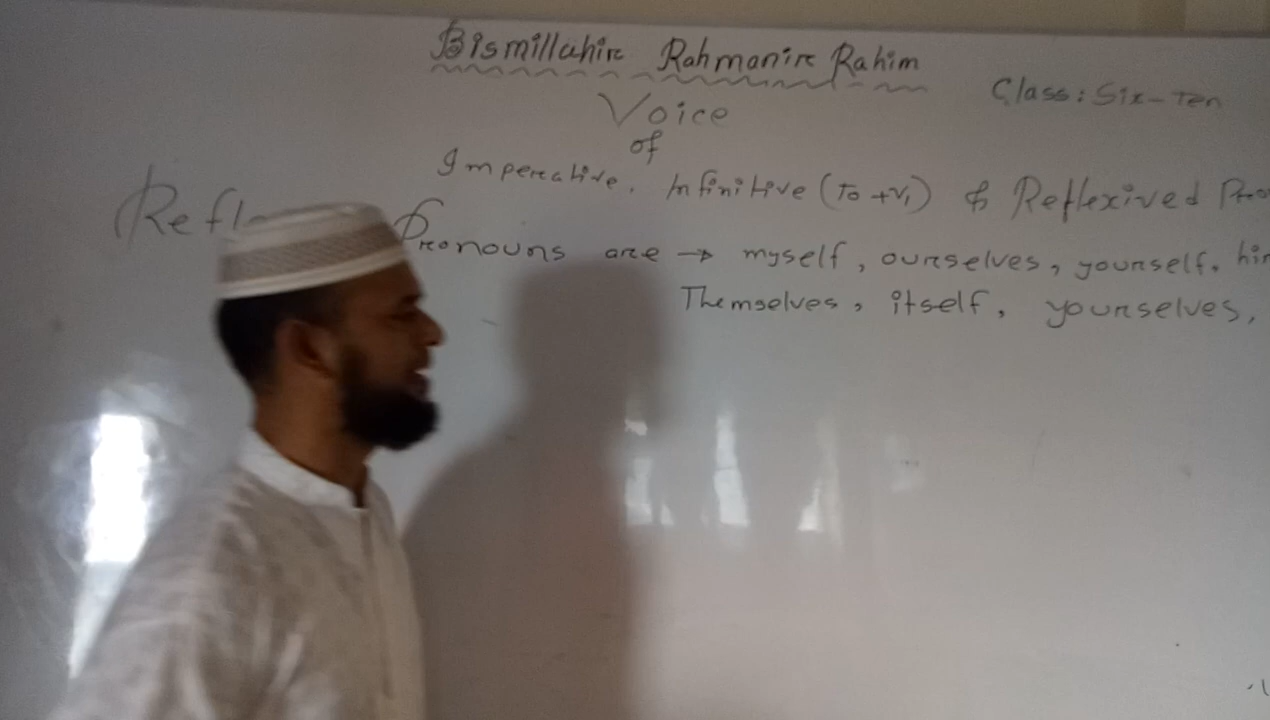 Bismillahir Rahmanir Rahim
Class: Six-Ten
Voice
of
Imperative, Infinitive (To+V1) & Reflexived
Pronouns are → myself, ourselves, yourself,
Themselves, itself, yourselves,